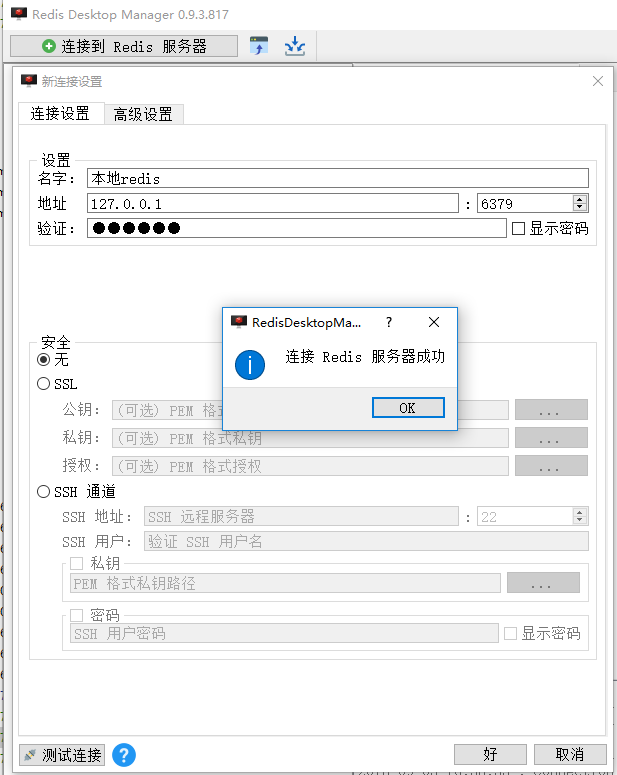 Redis Desktop Manager 0.9.3.817
连接到 Redis 服务器
新连接设置
连接设置 高级设置
设置
名字: 本地redis
地址 127.0.0.1 : 6379
验证: ●●●●●● 显示密码
RedisDesktopMa... ?
连接 Redis 服务器成功
OK
安全
无
SSL
公钥: (可选) PEM 格 ...
私钥: (可选) PEM 格式私钥 ...
授权: (可选) PEM 格式授权 ...
SSH 通道
SSH 地址: SSH 远程服务器 : 22
SSH 用户: 验证 SSH 用户名
私钥
PEM 格式私钥路径 ...
密码
SSH 用户密码 显示密码
测试连接 ? 好 取消